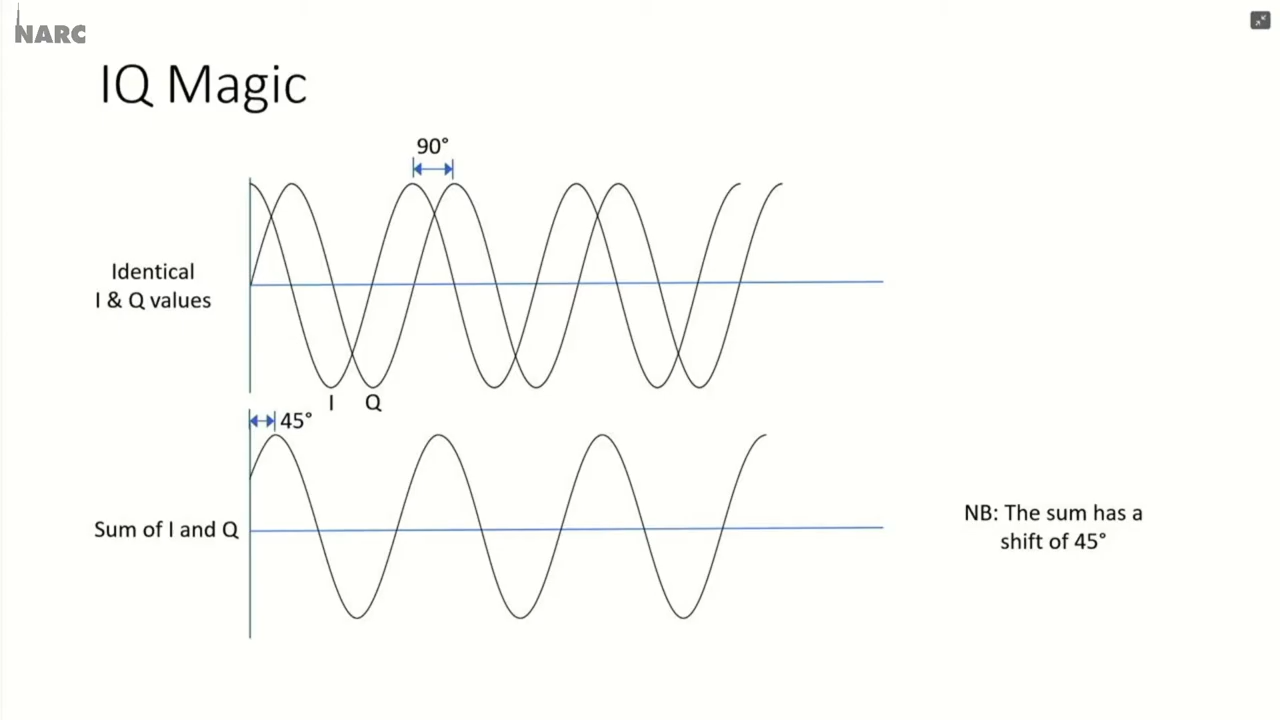 NARC
IQ Magic
90°
Identical
I & Q values
I
Q
45°
Sum of I and Q
NB: The sum has a
shift of 45°